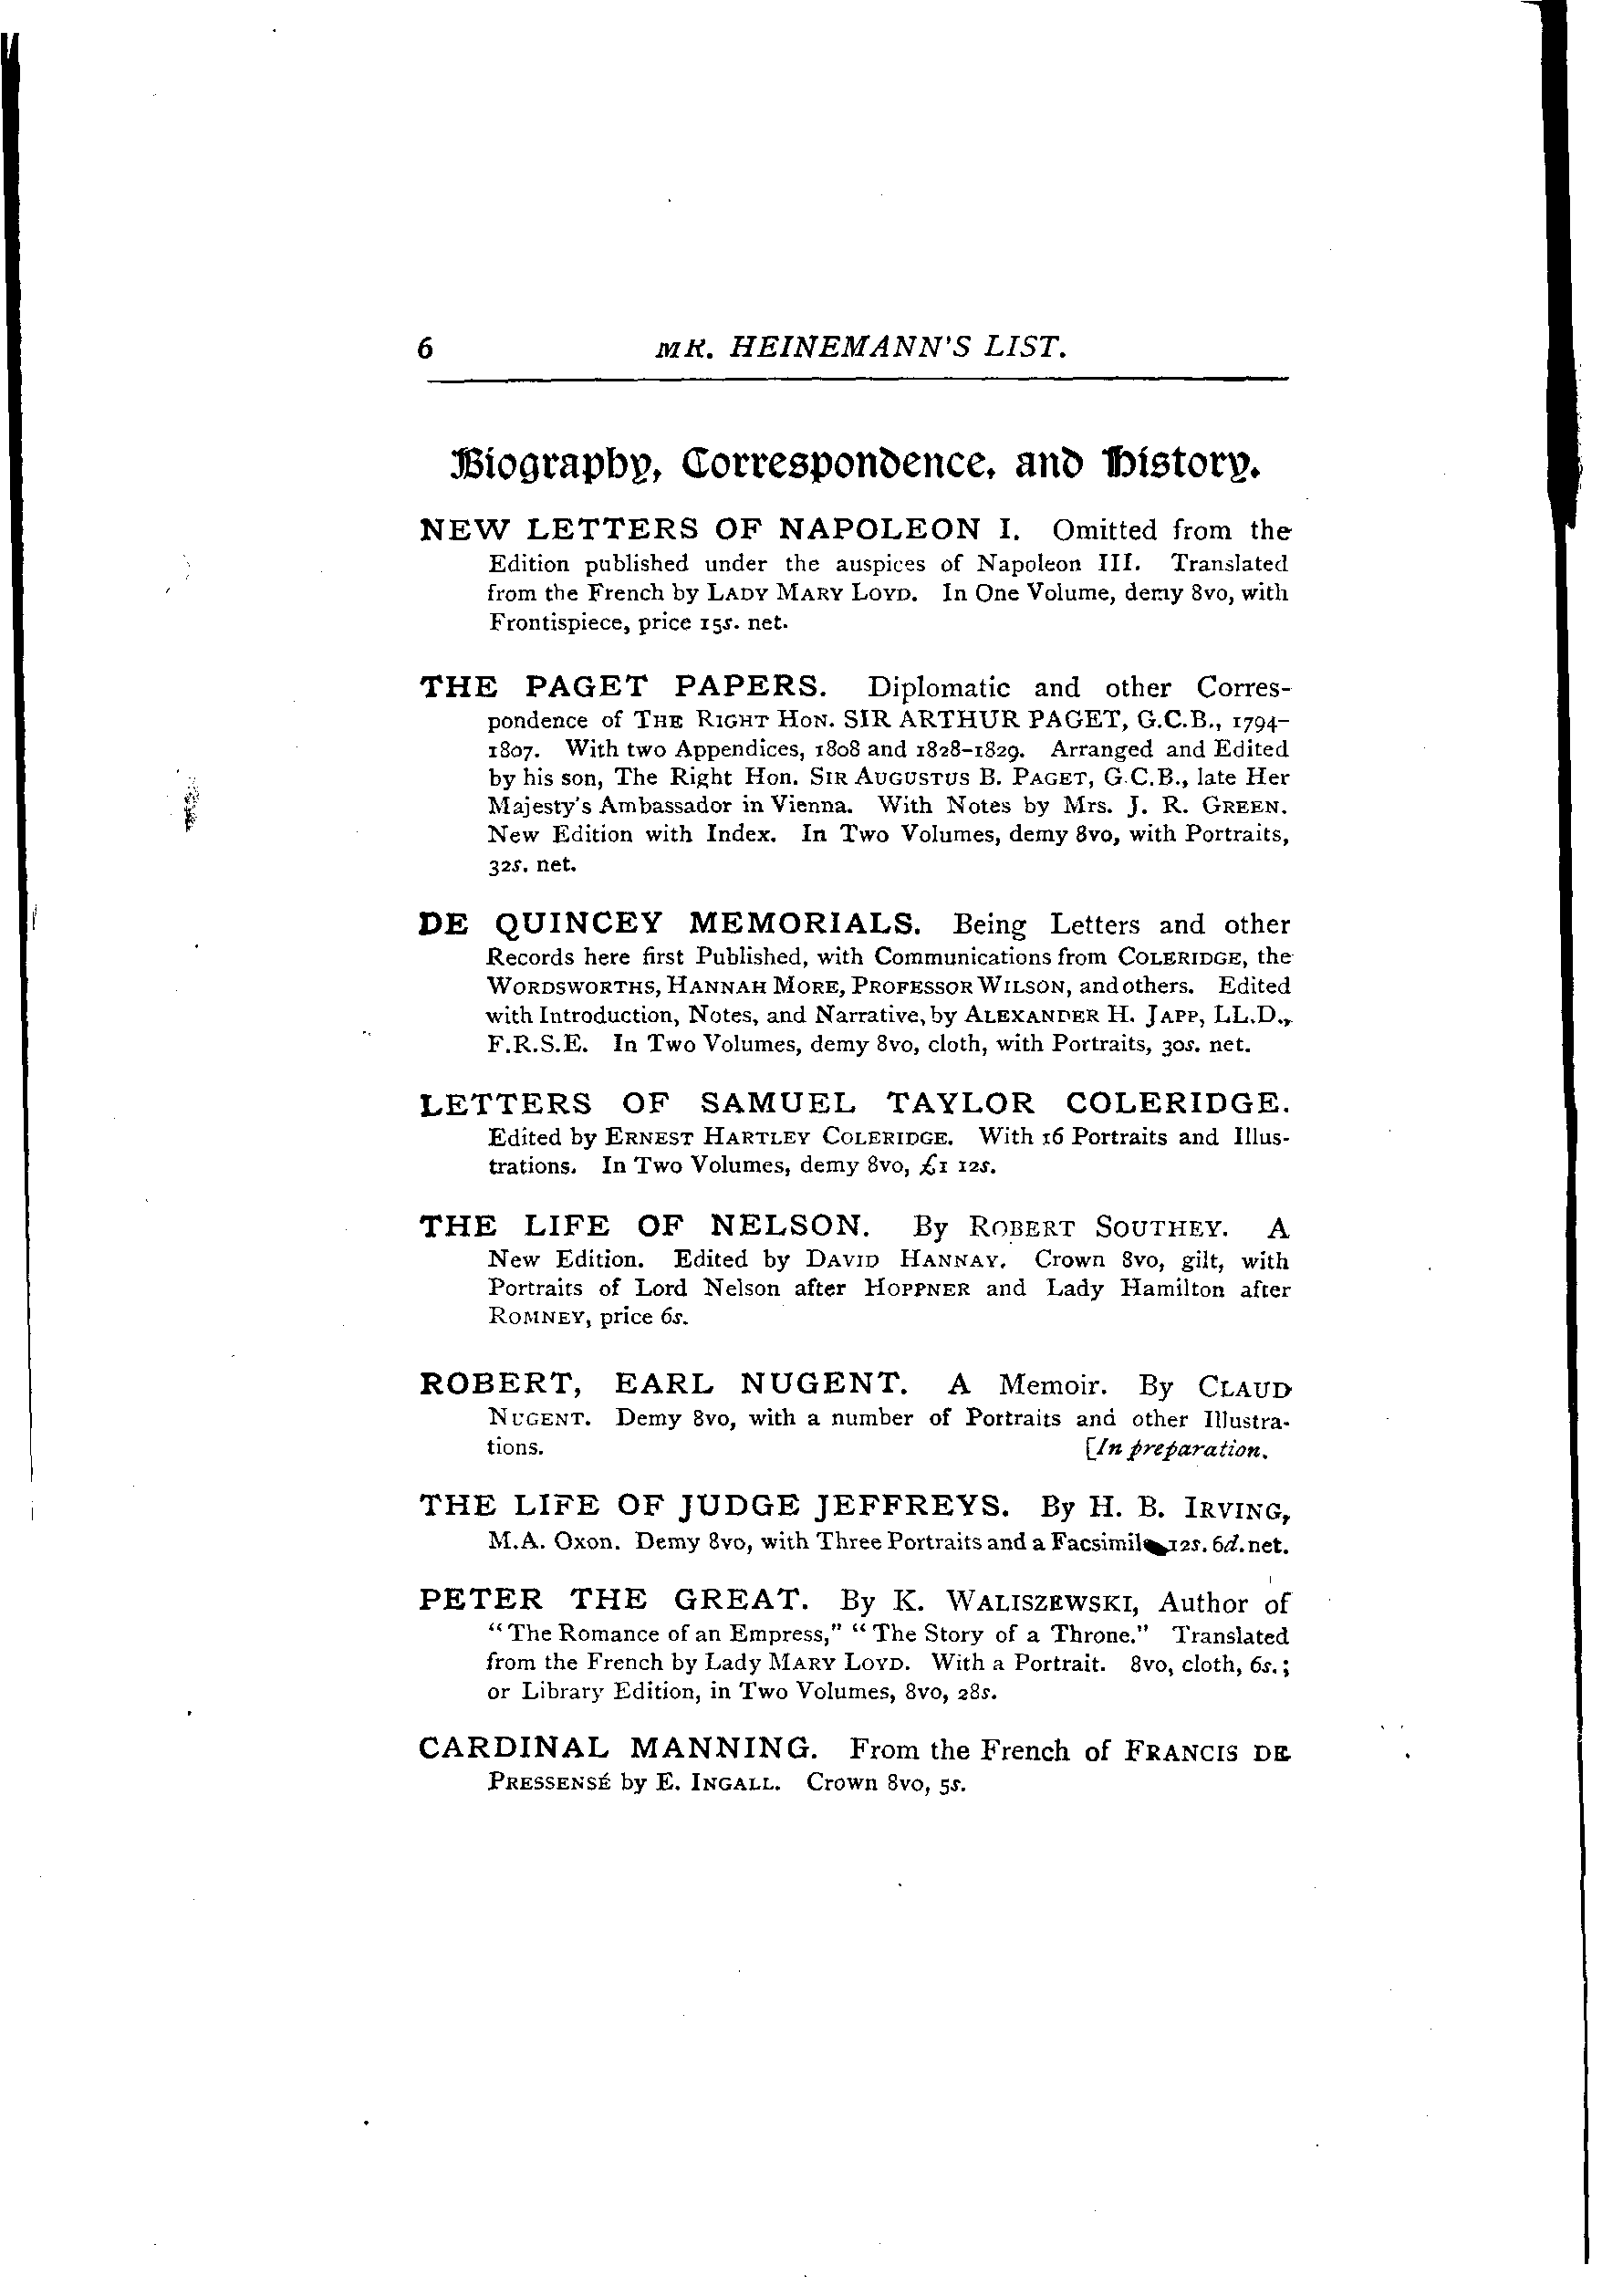 6 MR. HEINEMANN'S LIST.
Biography, Correspondence, and History.
NEW LETTERS OF NAPOLEON I. Omitted from the
Edition published under the auspices of Napoleon III. Translated
from the French by LADY MARY LOYD. In One Volume, demy 8vo, with
Frontispiece, price 15s. net.
THE PAGET PAPERS. Diplomatic and other Corres-
pondence of THE RIGHT HON. SIR ARTHUR PAGET, G.C.B., 1794-
1807. With two Appendices, 1808 and 1828-1829. Arranged and Edited
by his son, The Right Hon. SIR AUGUSTUS B. PAGET, G.C.B., late Her
Majesty's Ambassador in Vienna. With Notes by Mrs. J. R. GREEN.
New Edition with Index. In Two Volumes, demy 8vo, with Portraits,
32s. net.
DE QUINCEY MEMORIALS. Being Letters and other
Records here first Published, with Communications from COLERIDGE, the
WORDSWORTHS, HANNAH MORE, PROFESSOR WILSON, and others. Edited
with Introduction, Notes, and Narrative, by ALEXANDER H. JAPP, LL.D.,
F.R.S.E. In Two Volumes, demy 8vo, cloth, with Portraits, 30s. net.
LETTERS OF SAMUEL TAYLOR COLERIDGE.
Edited by ERNEST HARTLEY COLERIDGE. With 16 Portraits and Illus-
trations. In Two Volumes, demy 8vo, £1 12s.
THE LIFE OF NELSON. By ROBERT SOUTHEY. A
New Edition. Edited by DAVID HANNAY. Crown 8vo, gilt, with
Portraits of Lord Nelson after HOPPNER and Lady Hamilton after
ROMNEY, price 6s.
ROBERT, EARL NUGENT. A Memoir. By CLAUD
NUGENT. Demy 8vo, with a number of Portraits and other Illustra-
tions. [In preparation.
THE LIFE OF JUDGE JEFFREYS. By H. B. IRVING,
M.A. Oxon. Demy 8vo, with Three Portraits and a Facsimile 12s. 6d. net.
PETER THE GREAT. By K. WALISZEWSKI, Author of
"The Romance of an Empress," "The Story of a Throne." Translated
from the French by Lady MARY LOYD. With a Portrait. 8vo, cloth, 6s.;
or Library Edition, in Two Volumes, 8vo, 28s.
CARDINAL MANNING. From the French of FRANCIS DE
PRESSENSÉ by E. INGALL. Crown 8vo, 5s.